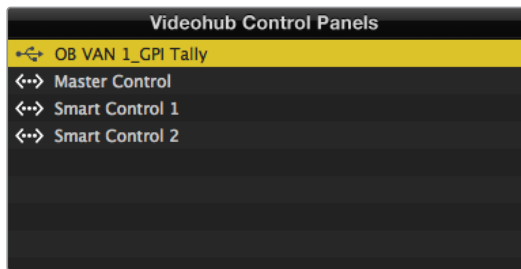 Videohub Control Panels
OB VAN 1_GPI Tally
Master Control
Smart Control 1
Smart Control 2